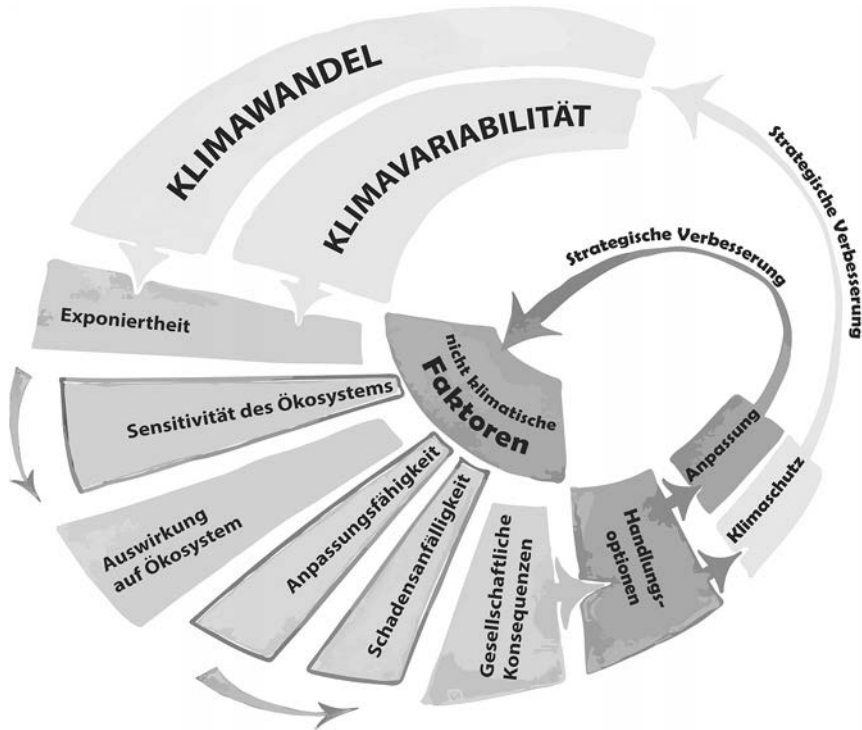 KLIMAWANDEL
KLIMAVARIABILITÄT
Strategische Verbesserung
Strategische Verbesserung
Exponiertheit
nicht klimatische
Faktoren
Sensitivität des Ökosystems
Auswirkung
auf Ökosystem
Anpassungsfähigkeit
Schadensanfälligkeit
Gesellschaftliche
Konsequenzen
Handlungs-
optionen
Anpassung
Klimaschutz